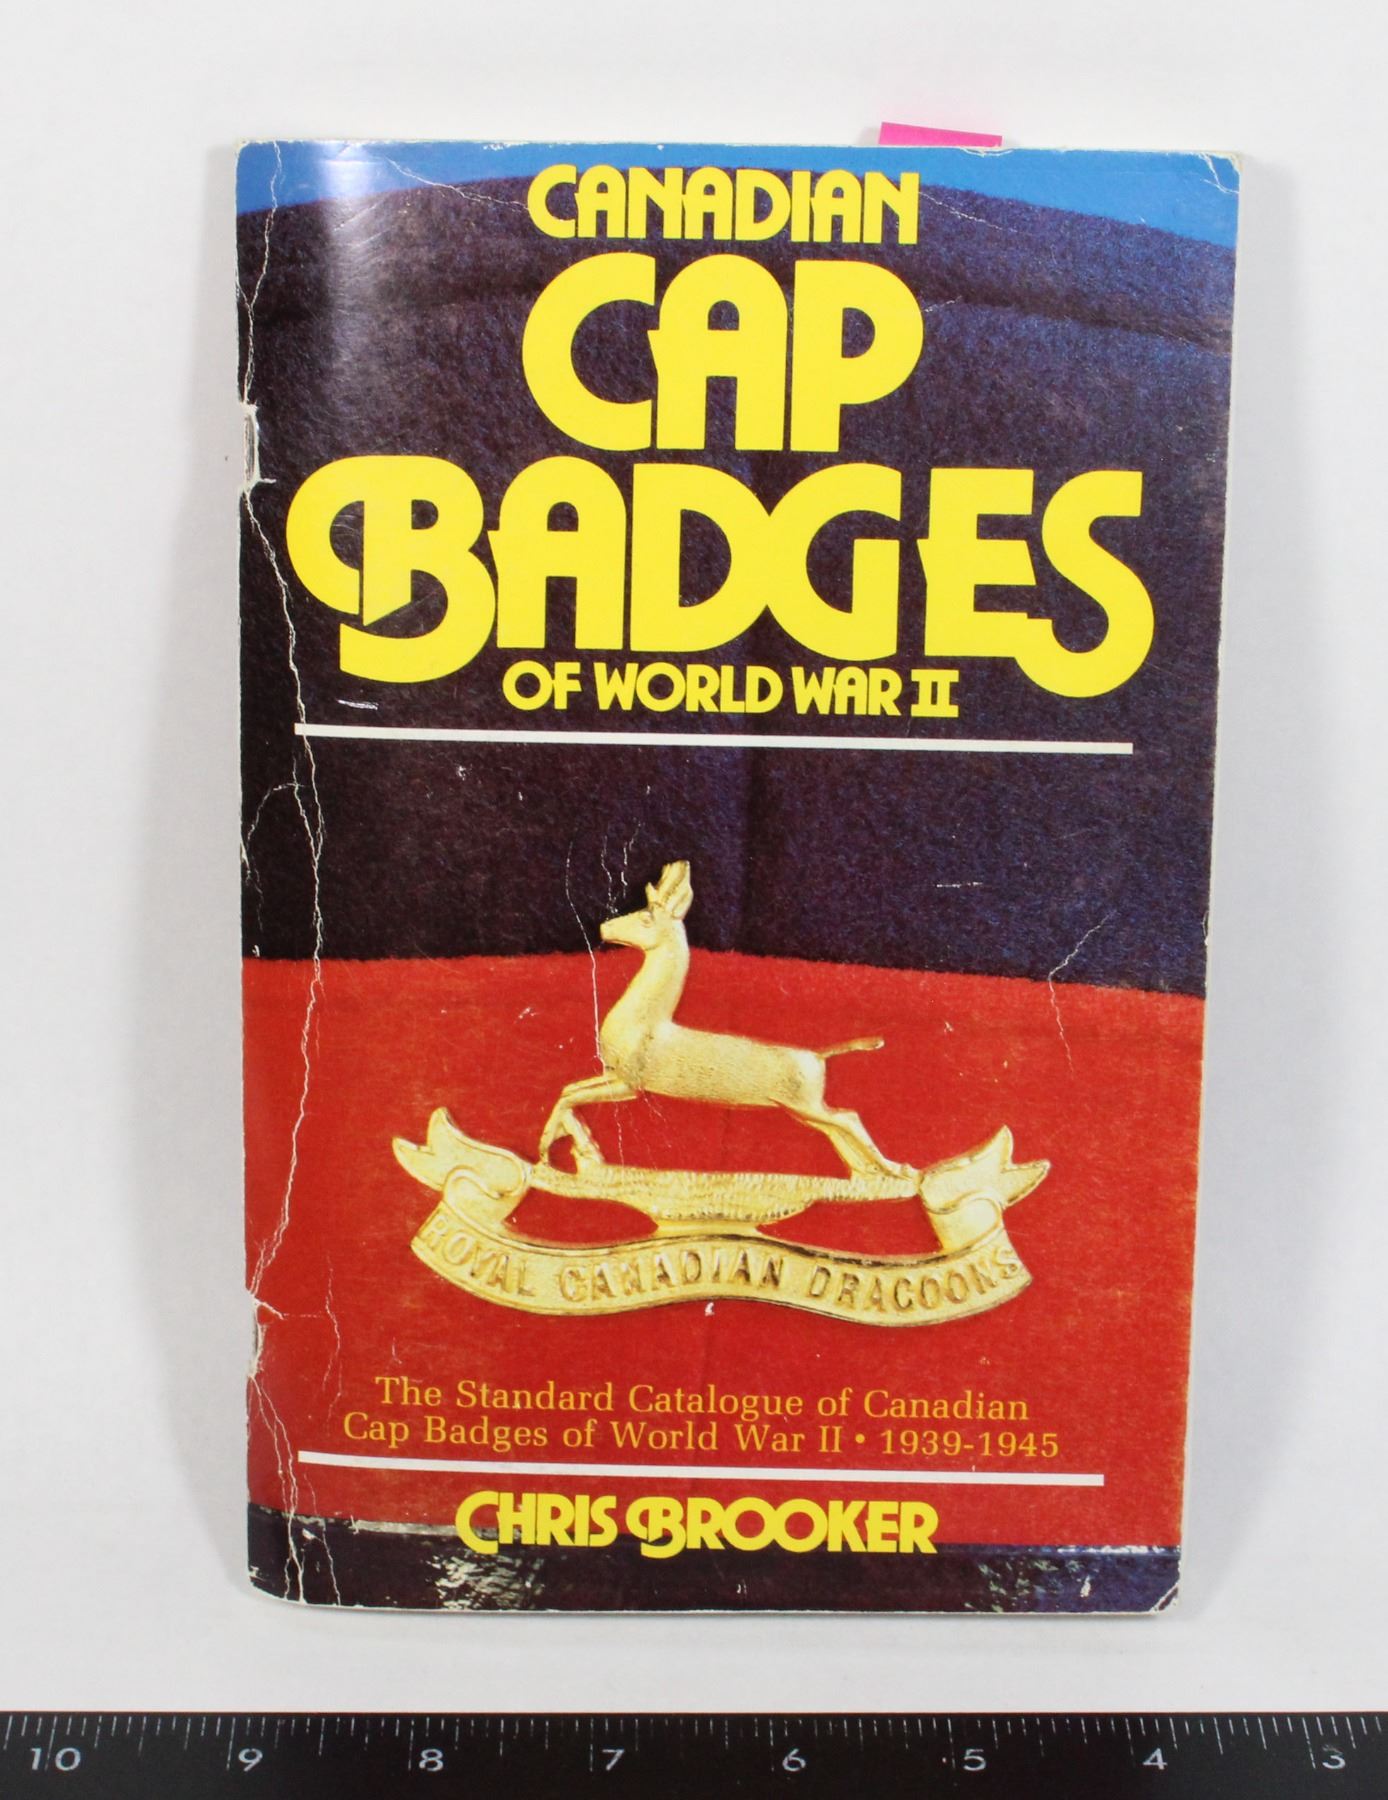 CANADIAN
CAP
BADGES
OF WORLD WAR II
ROYAL CANADIAN DRAGOONS
The Standard Catalogue of Canadian
Cap Badges of World War II • 1939-1945
CHRIS BROOKER
10 9 8 7 6 5 4 3